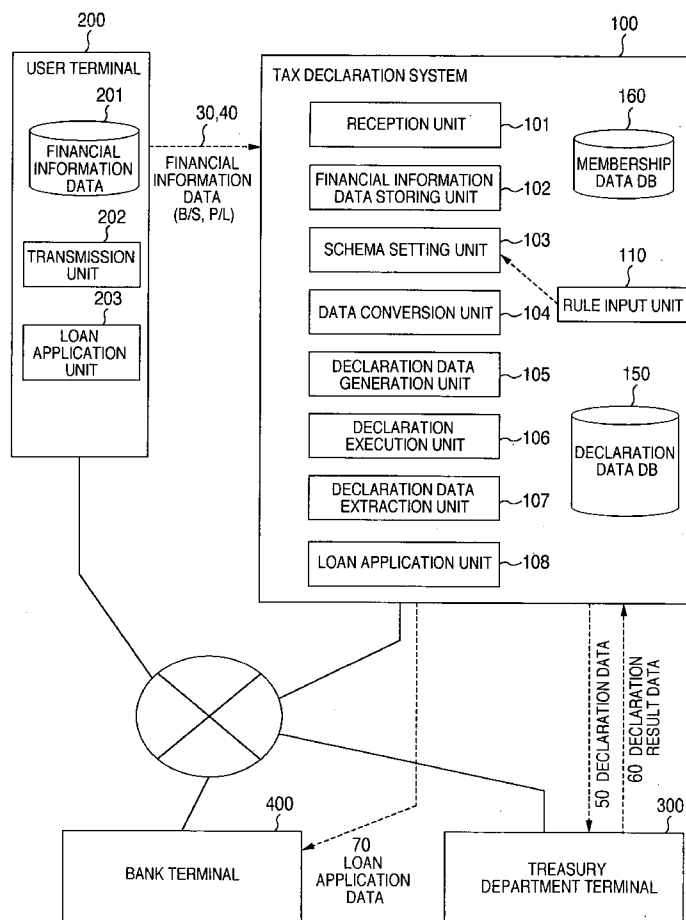 200
USER TERMINAL
201
FINANCIAL
INFORMATION
DATA
202
TRANSMISSION
UNIT
203
LOAN
APPLICATION
UNIT
30,40
FINANCIAL
INFORMATION
DATA
(B/S, P/L)
100
TAX DECLARATION SYSTEM
RECEPTION UNIT
101
FINANCIAL INFORMATION
DATA STORING UNIT
102
SCHEMA SETTING UNIT
103
DATA CONVERSION UNIT
104
DECLARATION DATA
GENERATION UNIT
105
DECLARATION
EXECUTION UNIT
106
DECLARATION DATA
EXTRACTION UNIT
107
LOAN APPLICATION UNIT
108
160
MEMBERSHIP
DATA DB
110
RULE INPUT UNIT
150
DECLARATION
DATA DB
50 DECLARATION DATA
60 DECLARATION
RESULT DATA
400
BANK TERMINAL
70
LOAN
APPLICATION
DATA
300
TREASURY
DEPARTMENT TERMINAL